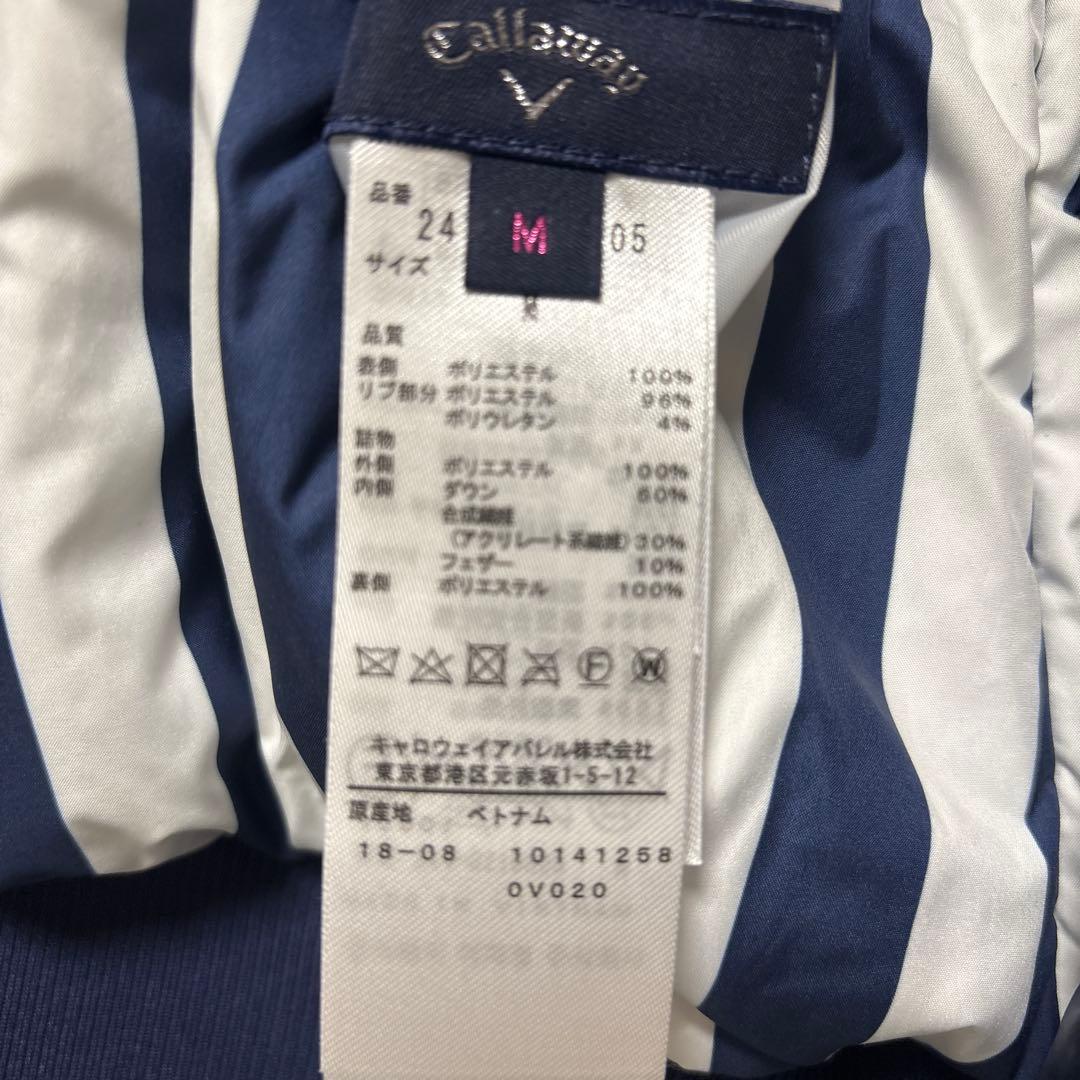 Callaway
品番
24 M 05
サイズ
品質
表側 ポリエステル 100%
リブ部分 ポリエステル 96%
ポリウレタン 4%
詰物
外側 ポリエステル 100%
内側 ダウン 60%
合成繊維
(アクリレート系繊維) 30%
フェザー 10%
裏側 ポリエステル 100%
F W
キャロウェイアパレル株式会社
東京都港区元赤坂1-5-12
原産地 ベトナム
18-08 10141258
0V020